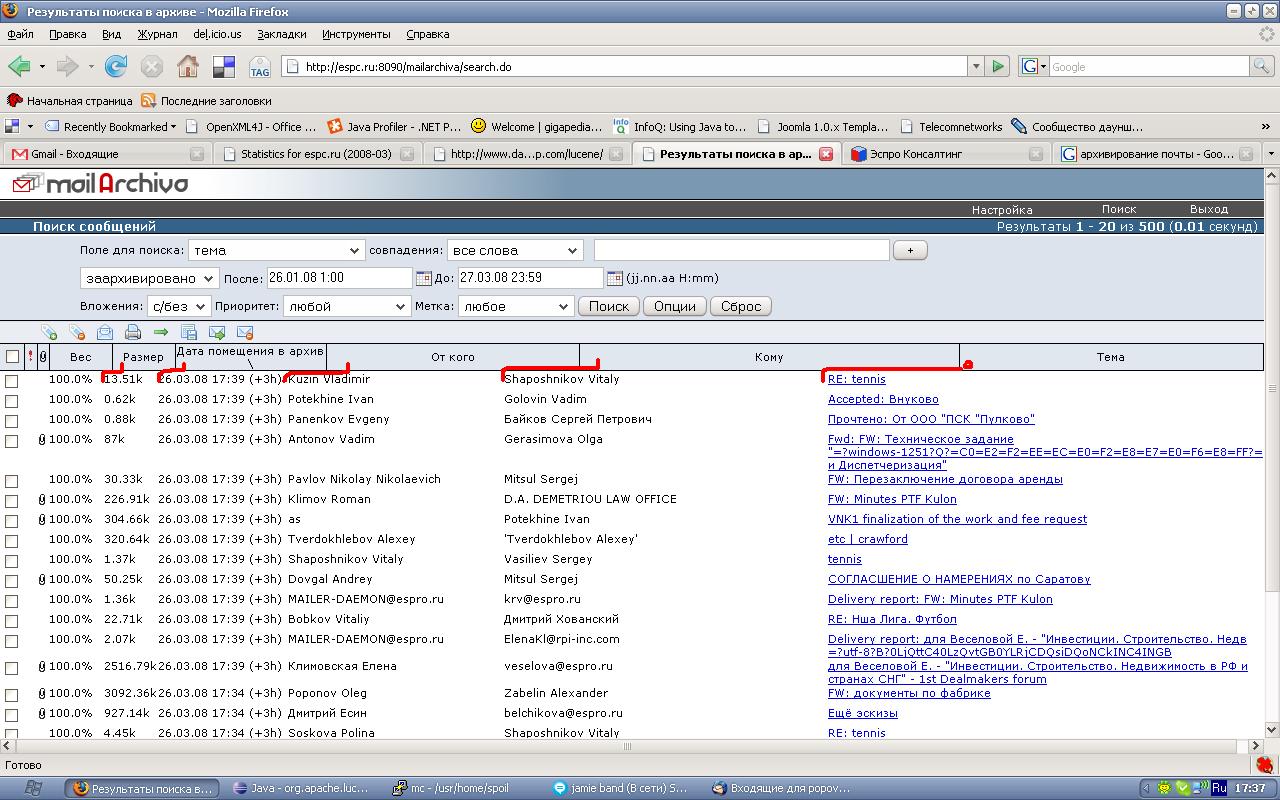 Результаты поиска в архиве - Mozilla Firefox
Файл Правка Вид Журнал del.icio.us Закладки Инструменты Справка
TAG http://espc.ru:8090/mailarchiva/search.do G Google
Начальная страница Последние заголовки
Recently Bookmarked OpenXML4J - Office ... Java Profiler - .NET P... Welcome | gigapedia... Info Q InfoQ: Using Java to... Joomla 1.0.x Templa... Telecomnetworks Сообщество дауньш... »
Gmail - Входящие Statistics for espc.ru (2008-03) http://www.da...p.com/lucene/ Результаты поиска в ар... Эспро Консалтинг архивирование почты - Goo...
mailArchiva
Настройка Поиск Выход
Поиск сообщений Результаты 1 - 20 из 500 (0.01 секунд)
Поле для поиска: тема совпадения: все слова +
заархивировано После: 26.01.08 1:00 До: 27.03.08 23:59 (jj.nn.aa H:mm)
Вложения: с/без Приоритет: любой Метка: любое Поиск Опции Сброс
! Вес Размер Дата помещения в архив \ От кого Кому Тема
100.0% 13.51k 26.03.08 17:39 (+3h) Kuzin Vladimir Shaposhnikov Vitaly RE: tennis
100.0% 0.62k 26.03.08 17:39 (+3h) Potekhine Ivan Golovin Vadim Accepted: Внуково
100.0% 0.88k 26.03.08 17:39 (+3h) Panenkov Evgeny Байков Сергей Петрович Прочтено: От ООО "ПСК "Пулково"
100.0% 87k 26.03.08 17:39 (+3h) Antonov Vadim Gerasimova Olga Fwd: FW: Техническое задание
"=?windows-1251?Q?=C0=E2=F2=EE=EC=E0=F2=E8=E7=E0=F6=E8=FF?=
и Диспетчеризация"
100.0% 30.33k 26.03.08 17:39 (+3h) Pavlov Nikolay Nikolaevich Mitsul Sergej FW: Перезаключение договора аренды
100.0% 226.91k 26.03.08 17:39 (+3h) Klimov Roman D.A. DEMETRIOU LAW OFFICE FW: Minutes PTF Kulon
100.0% 304.66k 26.03.08 17:39 (+3h) as Potekhine Ivan VNK1 finalization of the work and fee request
100.0% 320.64k 26.03.08 17:39 (+3h) Tverdokhlebov Alexey 'Tverdokhlebov Alexey' etc | crawford
100.0% 1.37k 26.03.08 17:39 (+3h) Shaposhnikov Vitaly Vasiliev Sergey tennis
100.0% 50.25k 26.03.08 17:39 (+3h) Dovgal Andrey Mitsul Sergej СОГЛАСШЕНИЕ О НАМЕРЕНИЯХ по Саратову
100.0% 1.36k 26.03.08 17:39 (+3h) MAILER-DAEMON@espro.ru krv@espro.ru Delivery report: FW: Minutes PTF Kulon
100.0% 22.71k 26.03.08 17:39 (+3h) Bobkov Vitaliy Дмитрий Хованский RE: Нша Лига. Футбол
100.0% 2.07k 26.03.08 17:39 (+3h) MAILER-DAEMON@espro.ru ElenaKl@rpi-inc.com Delivery report: для Веселовой Е. - "Инвестиции. Строительство. Недв
=?utf-8?B?0LjQttC40LzQvtGB0YLRjCDQsiDQoNCkINC4INGB
100.0% 2516.79k 26.03.08 17:39 (+3h) Климовская Елена veselova@espro.ru для Веселовой Е. - "Инвестиции. Строительство. Недвижимость в РФ и
странах СНГ" - 1st Dealmakers forum
100.0% 3092.36k 26.03.08 17:34 (+3h) Poponov Oleg Zabelin Alexander FW: документы по фабрике
100.0% 927.14k 26.03.08 17:34 (+3h) Дмитрий Есин belchikova@espro.ru Ещё эскизы
100.0% 4.45k 26.03.08 17:34 (+3h) Soskova Polina Shaposhnikov Vitaly RE: tennis
Готово
Результаты поиска в... Java - org.apache.luc... mc - /usr/home/spoil jamie band (В сети) S... Входящие для popov... Ru 17:37